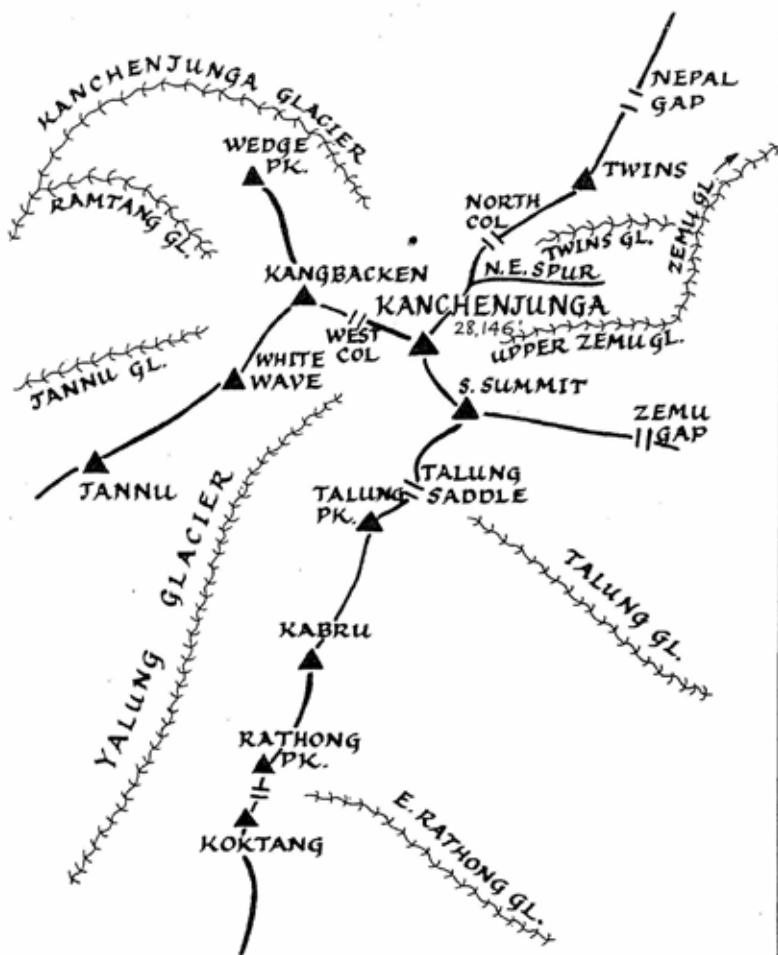 KANCHENJUNGA GLACIER
NEPAL
GAP
WEDGE
PK.
RAMTANG GL.
TWINS
NORTH
COL
ZEMU GL.
TWINS GL.
N.E. SPUR
KANGBACKEN
KANCHENJUNGA
28,146'
WEST
COL
UPPER ZEMU GL.
JANNU GL.
WHITE
WAVE
S. SUMMIT
ZEMU
GAP
JANNU
TALUNG
SADDLE
TALUNG
PK.
YALUNG GLACIER
TALUNG GL.
KABRU
RATHONG
PK.
KOKTANG
E. RATHONG GL.